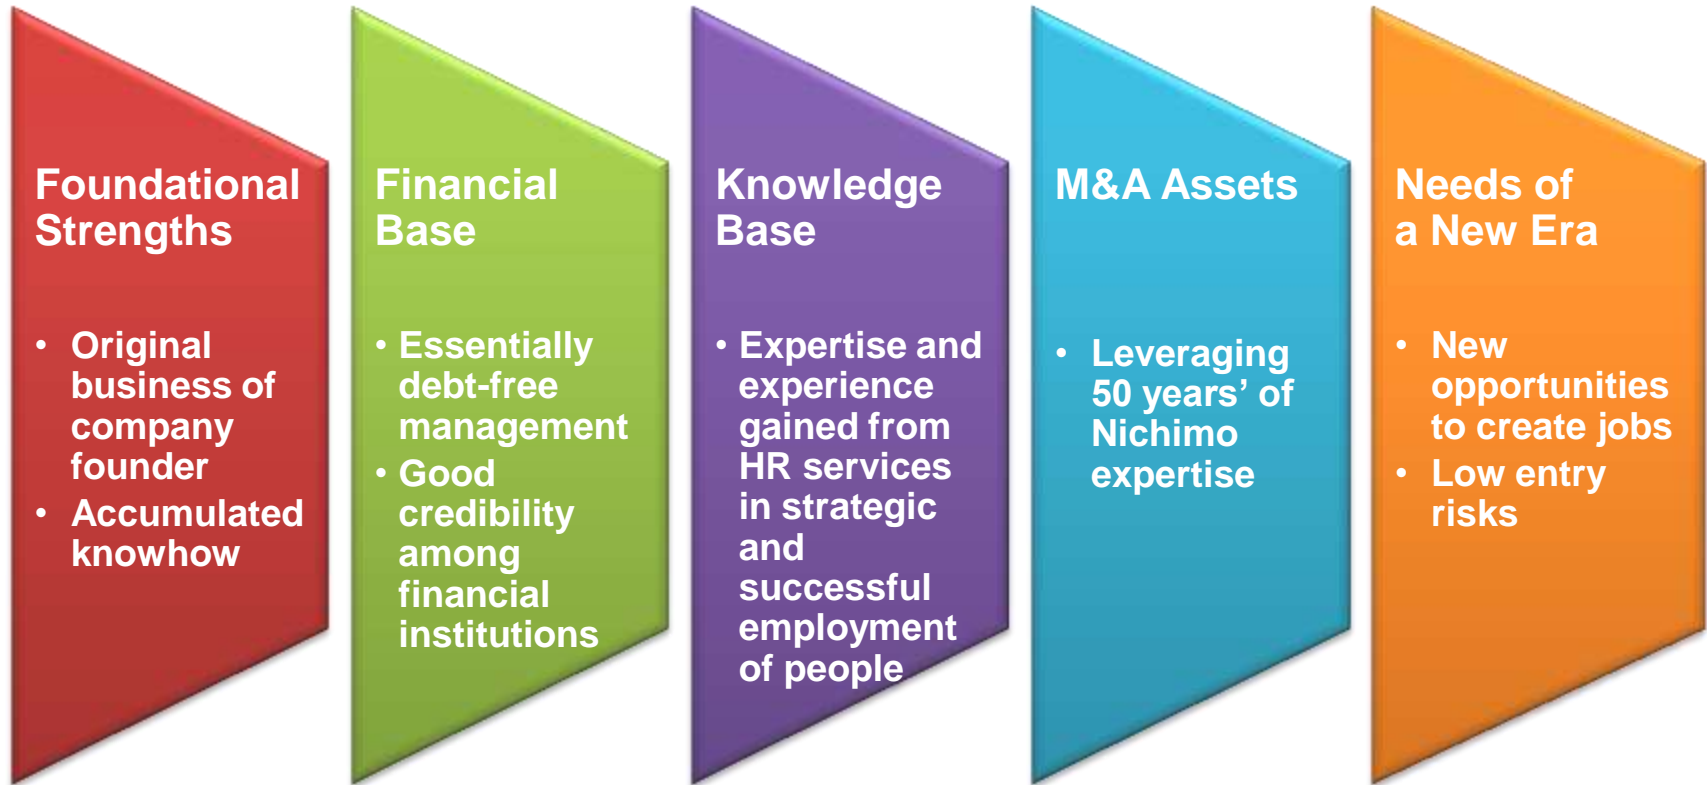 Foundational
Strengths
• Original
business of
company
founder
• Accumulated
knowhow
Financial
Base
• Essentially
debt-free
management
• Good
credibility
among
financial
institutions
Knowledge
Base
• Expertise and
experience
gained from
HR services
in strategic
and
successful
employment
of people
M&A Assets
• Leveraging
50 years’ of
Nichimo
expertise
Needs of
a New Era
• New
opportunities
to create jobs
• Low entry
risks